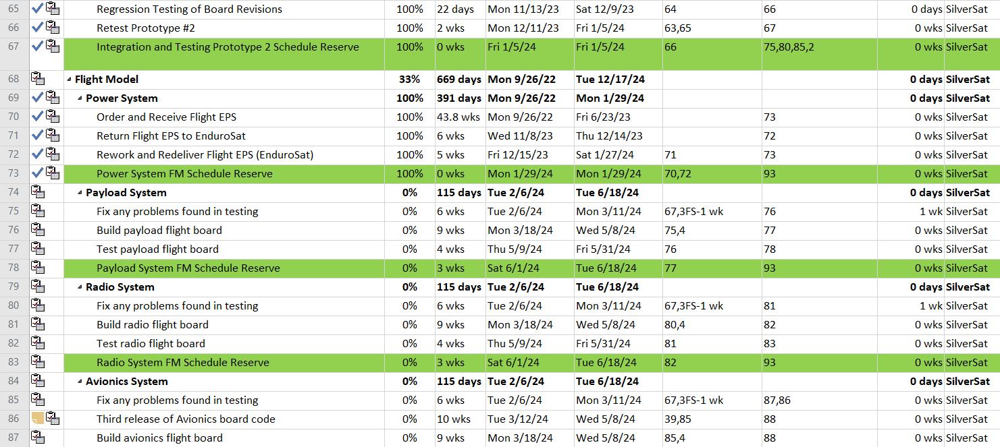 65 Regression Testing of Board Revisions 100% 22 days Mon 11/13/23 Sat 12/9/23 64 66 0 days SilverSat
66 Retest Prototype #2 100% 2 wks Mon 12/11/23 Fri 1/5/24 63,65 67 0 wks SilverSat
67 Integration and Testing Prototype 2 Schedule Reserve 100% 0 wks Fri 1/5/24 Fri 1/5/24 66 75,80,85,2 0 wks SilverSat
68 Flight Model 33% 669 days Mon 9/26/22 Tue 12/17/24 0 days SilverSat
69 Power System 100% 391 days Mon 9/26/22 Mon 1/29/24 0 days SilverSat
70 Order and Receive Flight EPS 100% 43.8 wks Mon 9/26/22 Fri 6/23/23 73 0 wks SilverSat
71 Return Flight EPS to EnduroSat 100% 6 wks Wed 11/8/23 Thu 12/14/23 72 0 wks SilverSat
72 Rework and Redeliver Flight EPS (EnduroSat) 100% 5 wks Fri 12/15/23 Sat 1/27/24 71 73 0 wks SilverSat
73 Power System FM Schedule Reserve 100% 0 wks Mon 1/29/24 Mon 1/29/24 70,72 93 0 wks SilverSat
74 Payload System 0% 115 days Tue 2/6/24 Tue 6/18/24 0 days SilverSat
75 Fix any problems found in testing 0% 6 wks Tue 2/6/24 Mon 3/11/24 67,3FS-1 wk 76 1 wk SilverSat
76 Build payload flight board 0% 9 wks Mon 3/18/24 Wed 5/8/24 75,4 77 0 wks SilverSat
77 Test payload flight board 0% 4 wks Thu 5/9/24 Fri 5/31/24 76 78 0 wks SilverSat
78 Payload System FM Schedule Reserve 0% 3 wks Sat 6/1/24 Tue 6/18/24 77 93 0 wks SilverSat
79 Radio System 0% 115 days Tue 2/6/24 Tue 6/18/24 0 days SilverSat
80 Fix any problems found in testing 0% 6 wks Tue 2/6/24 Mon 3/11/24 67,3FS-1 wk 81 1 wk SilverSat
81 Build radio flight board 0% 9 wks Mon 3/18/24 Wed 5/8/24 80,4 82 0 wks SilverSat
82 Test radio flight board 0% 4 wks Thu 5/9/24 Fri 5/31/24 81 83 0 wks SilverSat
83 Radio System FM Schedule Reserve 0% 3 wks Sat 6/1/24 Tue 6/18/24 82 93 0 wks SilverSat
84 Avionics System 0% 115 days Tue 2/6/24 Tue 6/18/24 0 days SilverSat
85 Fix any problems found in testing 0% 6 wks Tue 2/6/24 Mon 3/11/24 67,3FS-1 wk 87,86 0 wks SilverSat
86 Third release of Avionics board code 0% 10 wks Tue 3/12/24 Wed 5/8/24 39,85 88 0 wks SilverSat
87 Build avionics flight board 0% 9 wks Mon 3/18/24 Wed 5/8/24 85,4 88 0 wks SilverSat